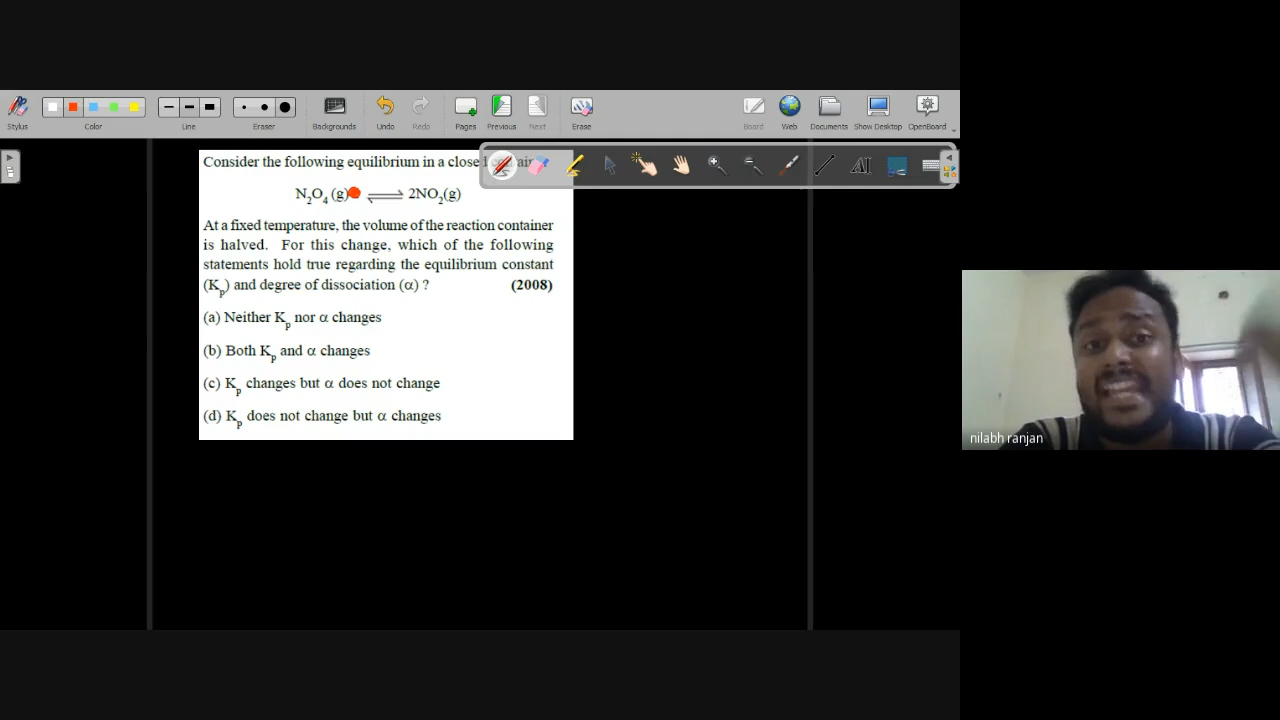 Stylus
Color
Line
Eraser
Backgrounds
Undo
Redo
Pages
Previous
Next
Erase
Board
Web
Documents
Show Desktop
OpenBoard
Consider the following equilibrium in a close
N₂O₄ (g) ⇌ 2NO₂(g)
At a fixed temperature, the volume of the reaction container
is halved. For this change, which of the following
statements hold true regarding the equilibrium constant
(Kₚ) and degree of dissociation (α) ? (2008)
(a) Neither Kₚ nor α changes
(b) Both Kₚ and α changes
(c) Kₚ changes but α does not change
(d) Kₚ does not change but α changes
AI
nilabh ranjan